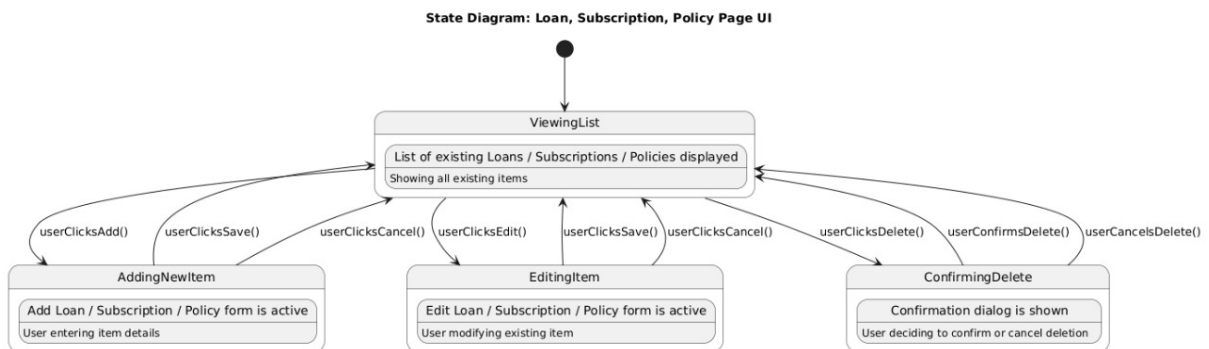 State Diagram: Loan, Subscription, Policy Page UI
ViewingList
List of existing Loans / Subscriptions / Policies displayed
Showing all existing items
userClicksAdd()
userClicksSave()
userClicksCancel()
userClicksEdit()
userClicksSave()
userClicksCancel()
userClicksDelete()
userConfirmsDelete()
userCancelsDelete()
AddingNewItem
Add Loan / Subscription / Policy form is active
User entering item details
EditingItem
Edit Loan / Subscription / Policy form is active
User modifying existing item
ConfirmingDelete
Confirmation dialog is shown
User deciding to confirm or cancel deletion